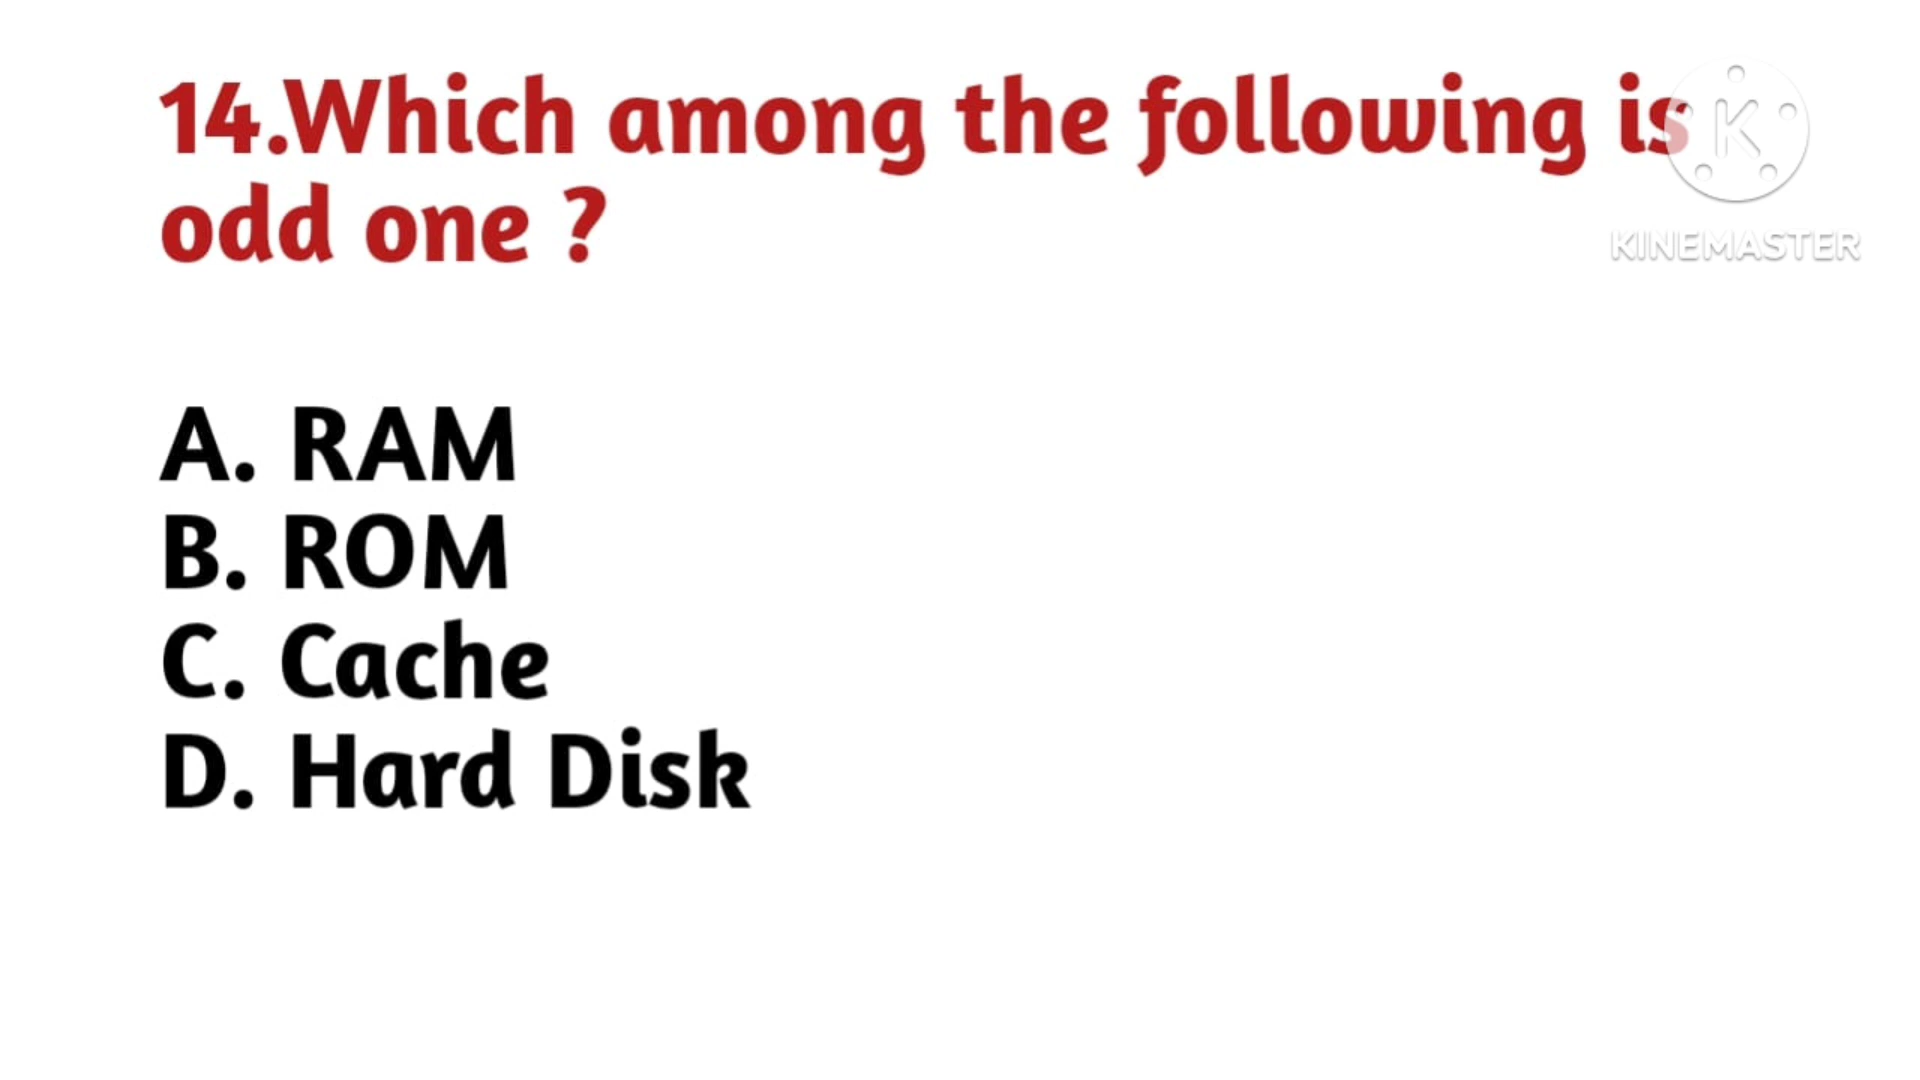 14.Which among the following is
odd one ?
K
KINEMASTER
A. RAM
B. ROM
C. Cache
D. Hard Disk